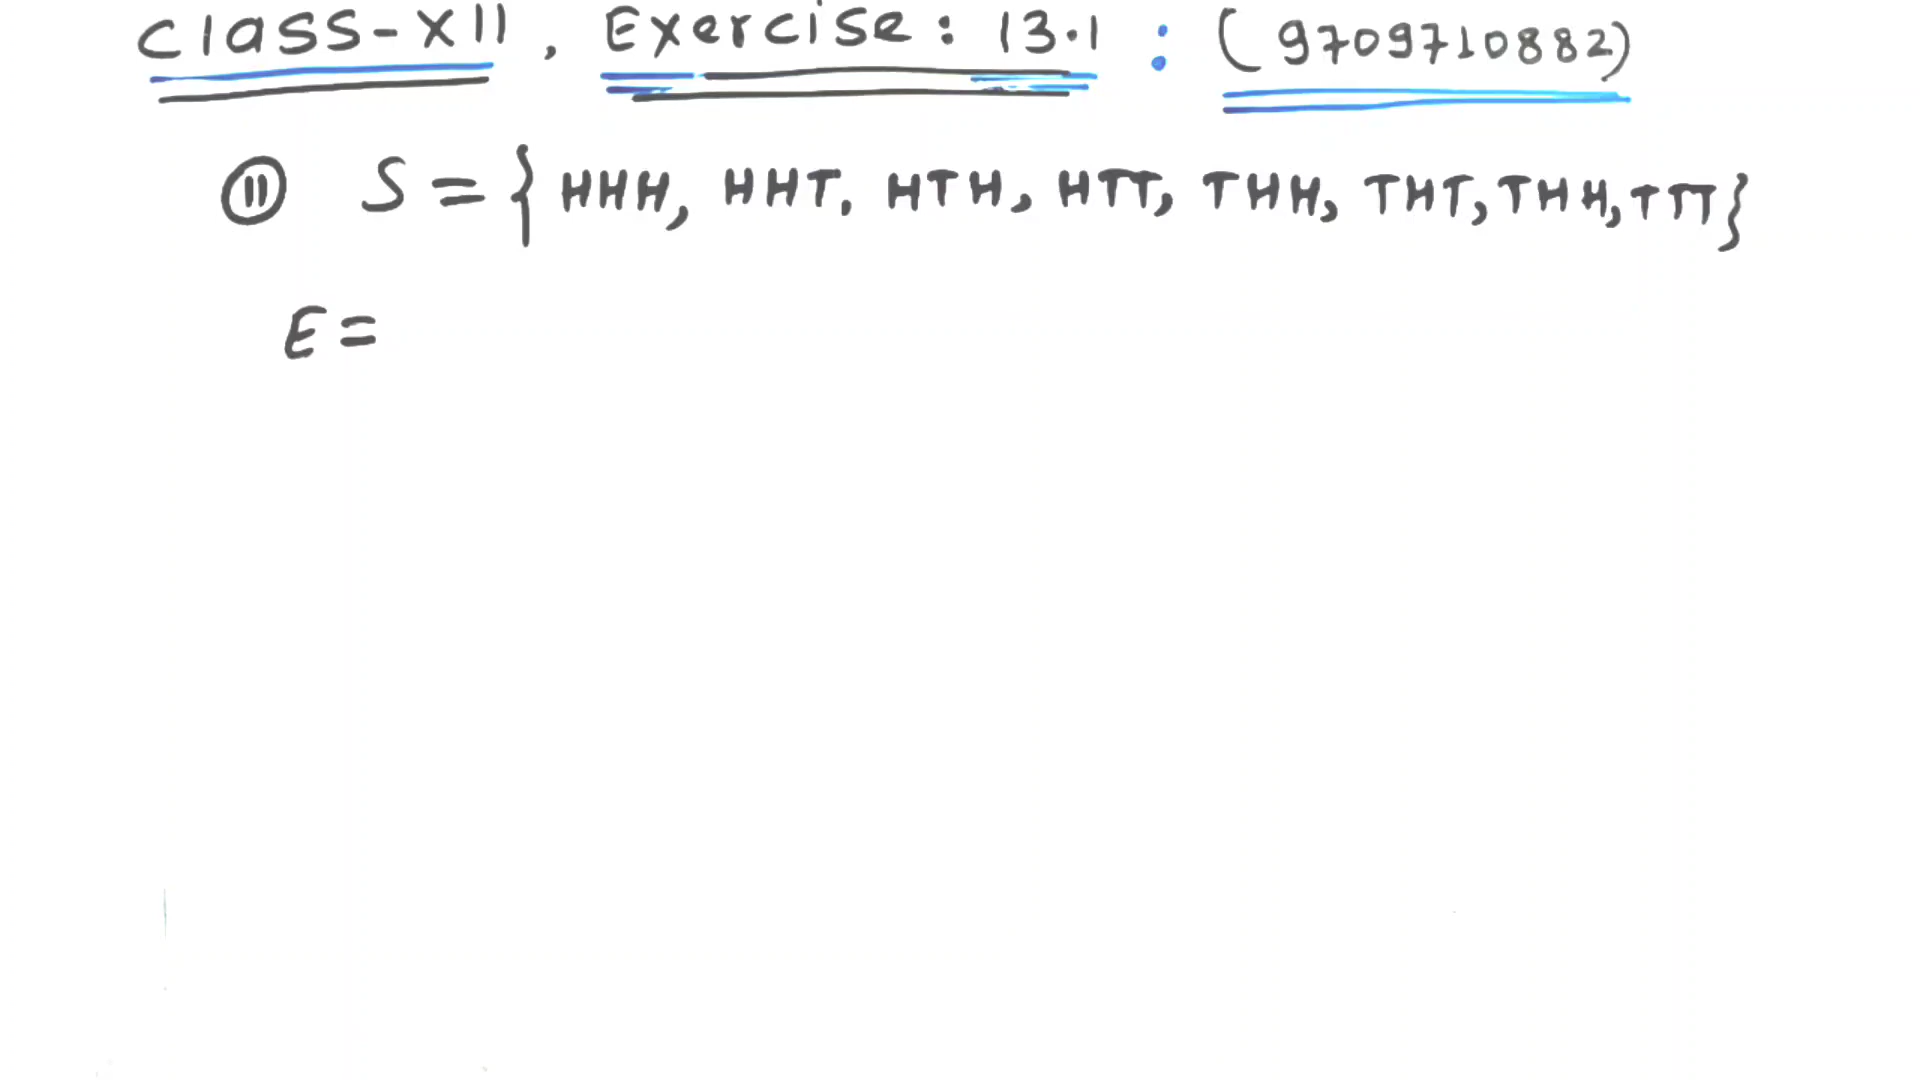 Class-XII, Exercise: 13.1 : (9709710882)
(11) S = { HHH, HHT, HTH, HTT, THH, THT, THH, TTT}
E =